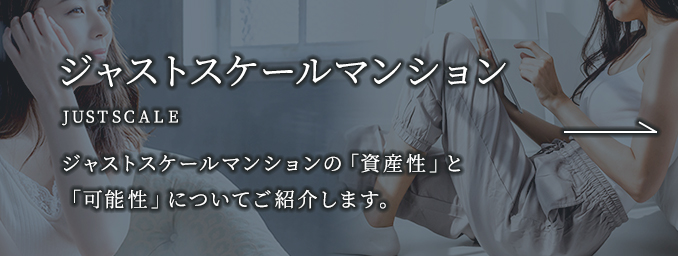 ジャストスケールマンション
JUSTSCALE
ジャストスケールマンションの「資産性」と
「可能性」についてご紹介します。